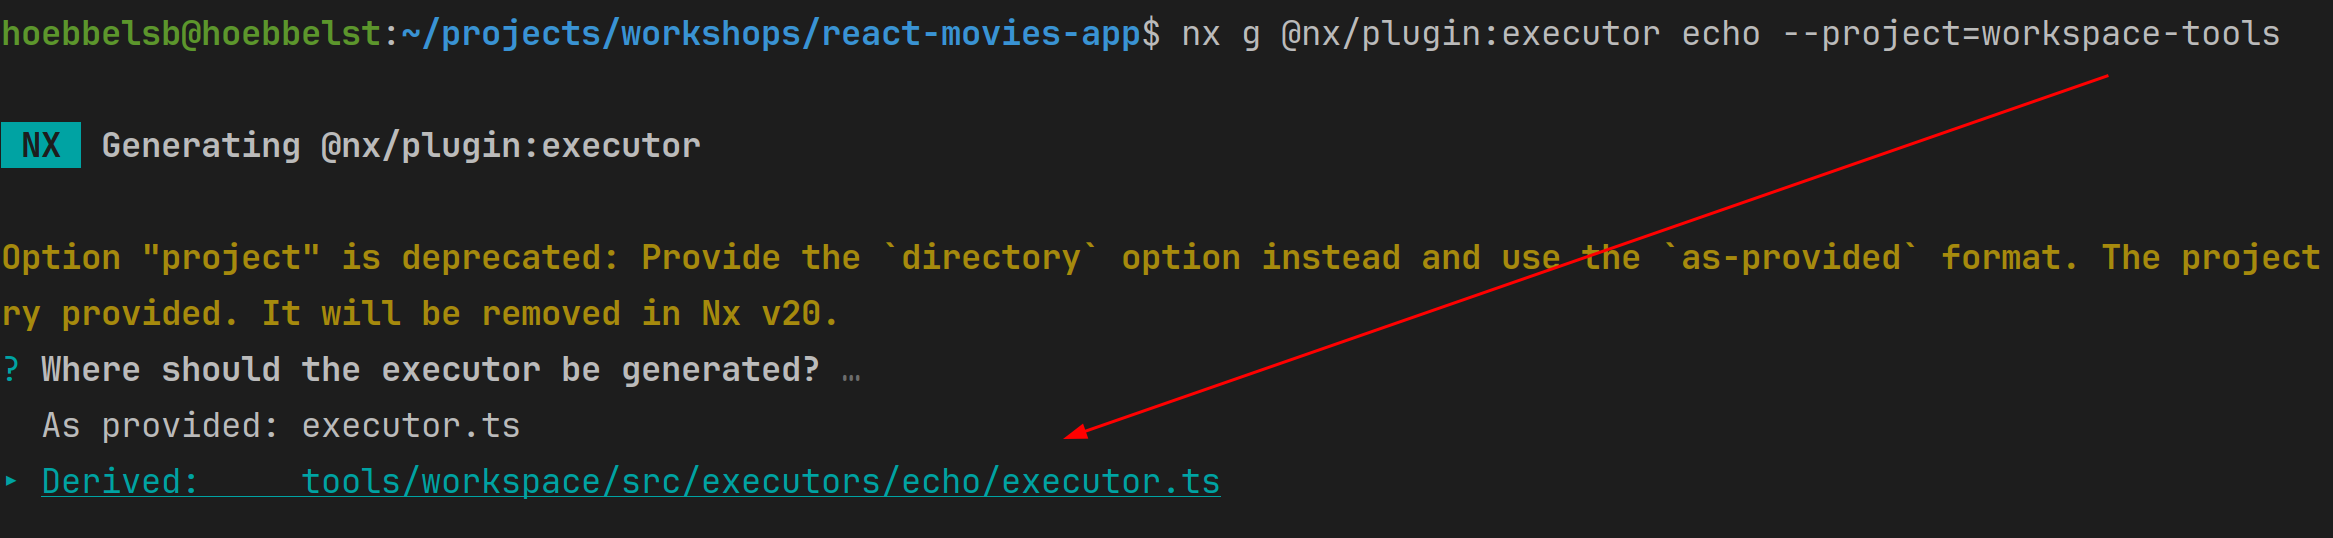 hoebbelsb@hoebbelst:~/projects/workshops/react-movies-app$ nx g @nx/plugin:executor echo --project=workspace-tools
NX Generating @nx/plugin:executor
Option "project" is deprecated: Provide the `directory` option instead and use the `as-provided` format. The project
ry provided. It will be removed in Nx v20.
? Where should the executor be generated? …
As provided: executor.ts
▸ Derived: tools/workspace/src/executors/echo/executor.ts